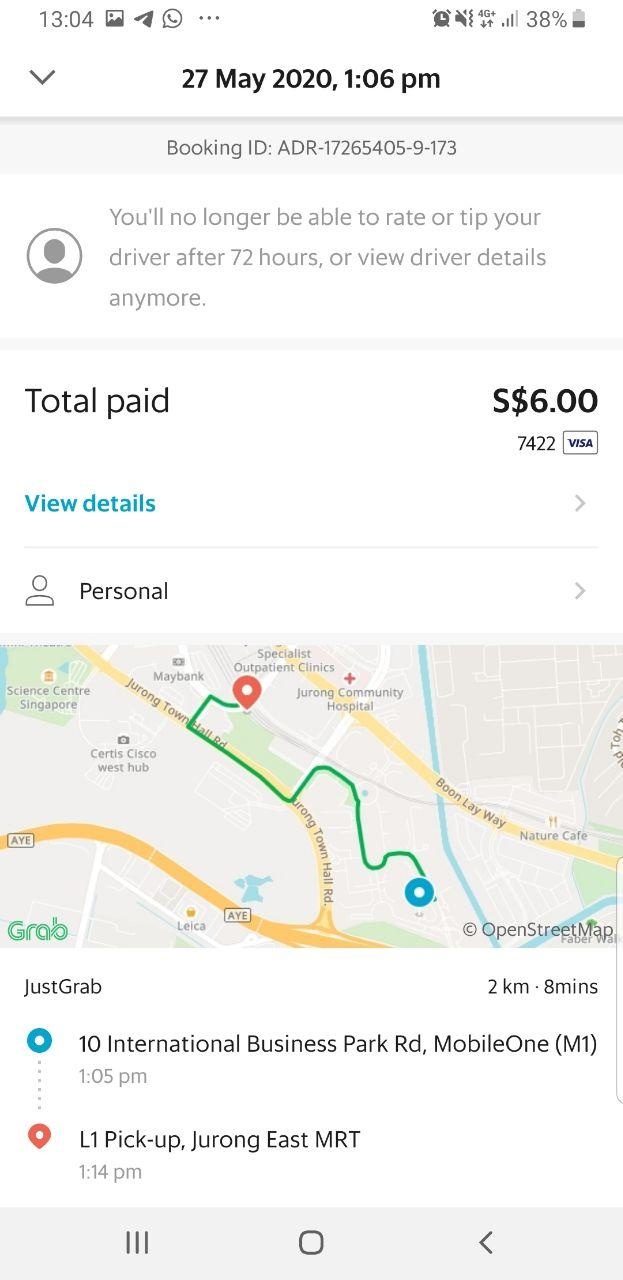 13:04 ... 4G+ 38%
27 May 2020, 1:06 pm
Booking ID: ADR-17265405-9-173
You'll no longer be able to rate or tip your
driver after 72 hours, or view driver details
anymore.
Total paid S$6.00
7422 VISA
View details
Personal
Specialist
Outpatient Clinics
Maybank
Science Centre
Singapore
Jurong Community
Hospital
Jurong Town Hall Rd
Certis Cisco
west hub
Boon Lay Way
Toh
Nature Cafe
Jurong Town Hall Rd.
AYE
AYE
Leica
Grab
© OpenStreetMap
Faber Walk
JustGrab 2 km · 8mins
10 International Business Park Rd, MobileOne (M1)
1:05 pm
L1 Pick-up, Jurong East MRT
1:14 pm